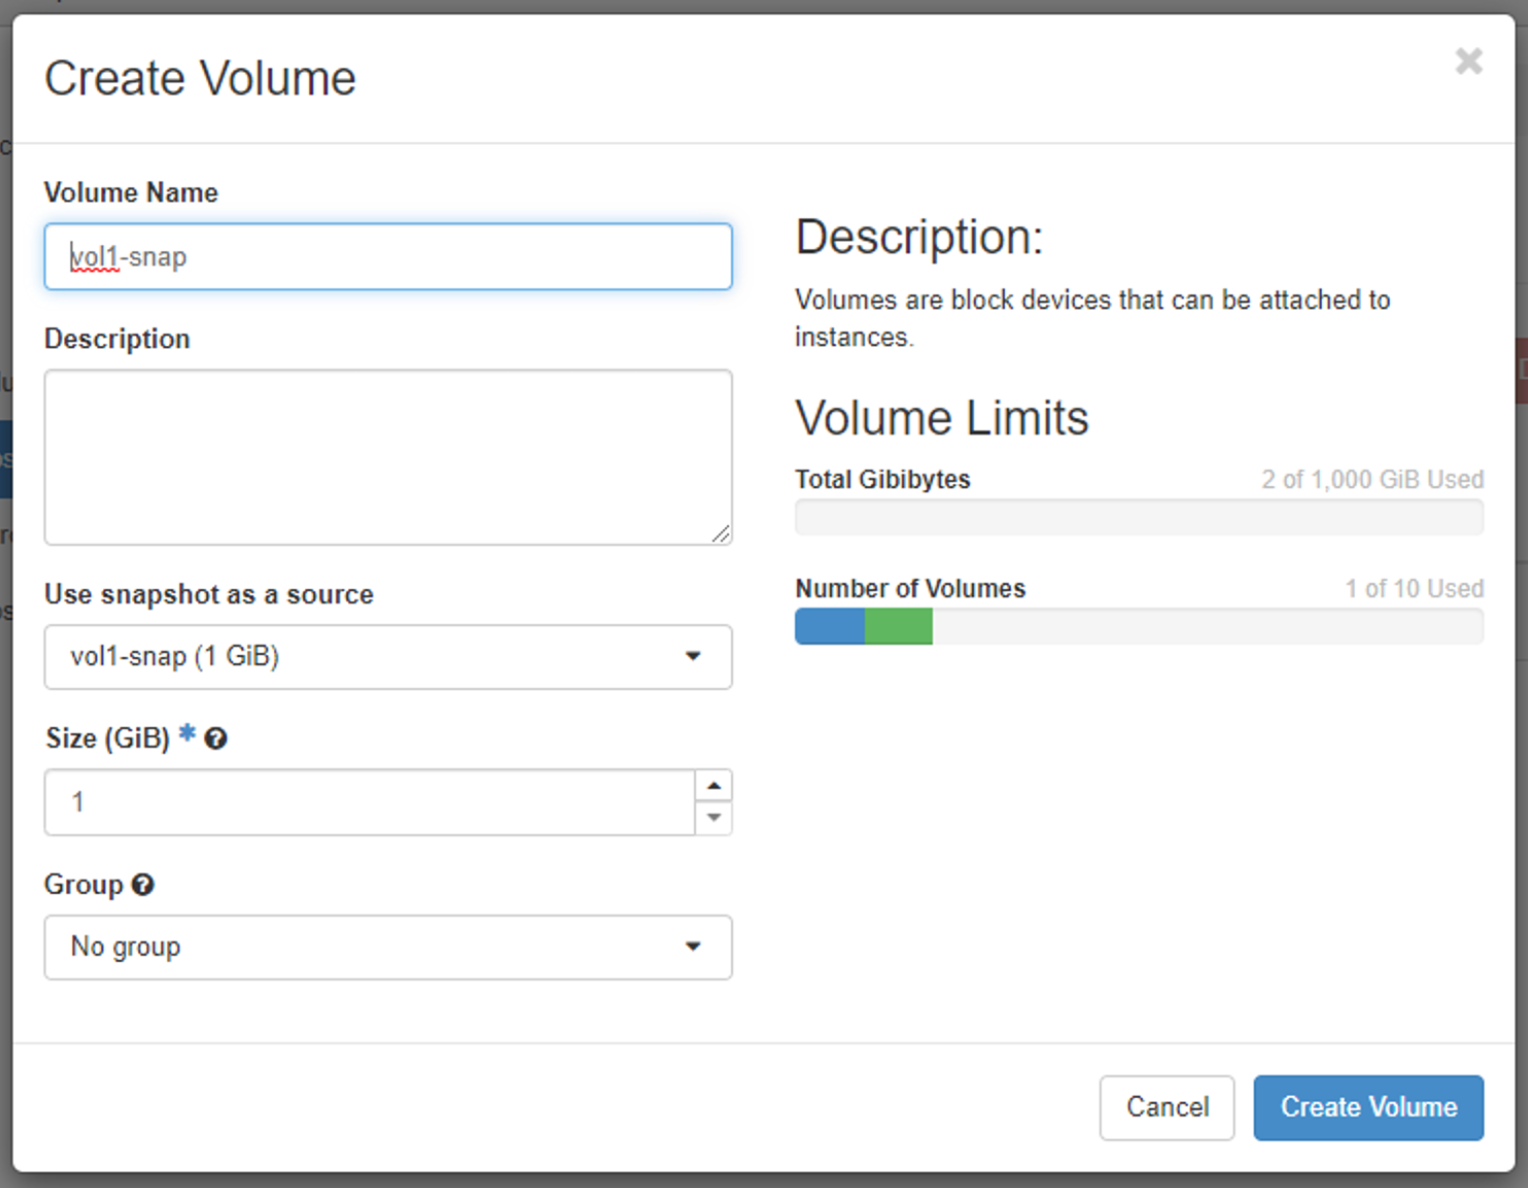 Create Volume
Volume Name
vol1-snap
Description
Use snapshot as a source
vol1-snap (1 GiB)
Size (GiB) *
1
Group
No group
Description:
Volumes are block devices that can be attached to
instances.
Volume Limits
Total Gibibytes 2 of 1,000 GiB Used
Number of Volumes 1 of 10 Used
Cancel Create Volume